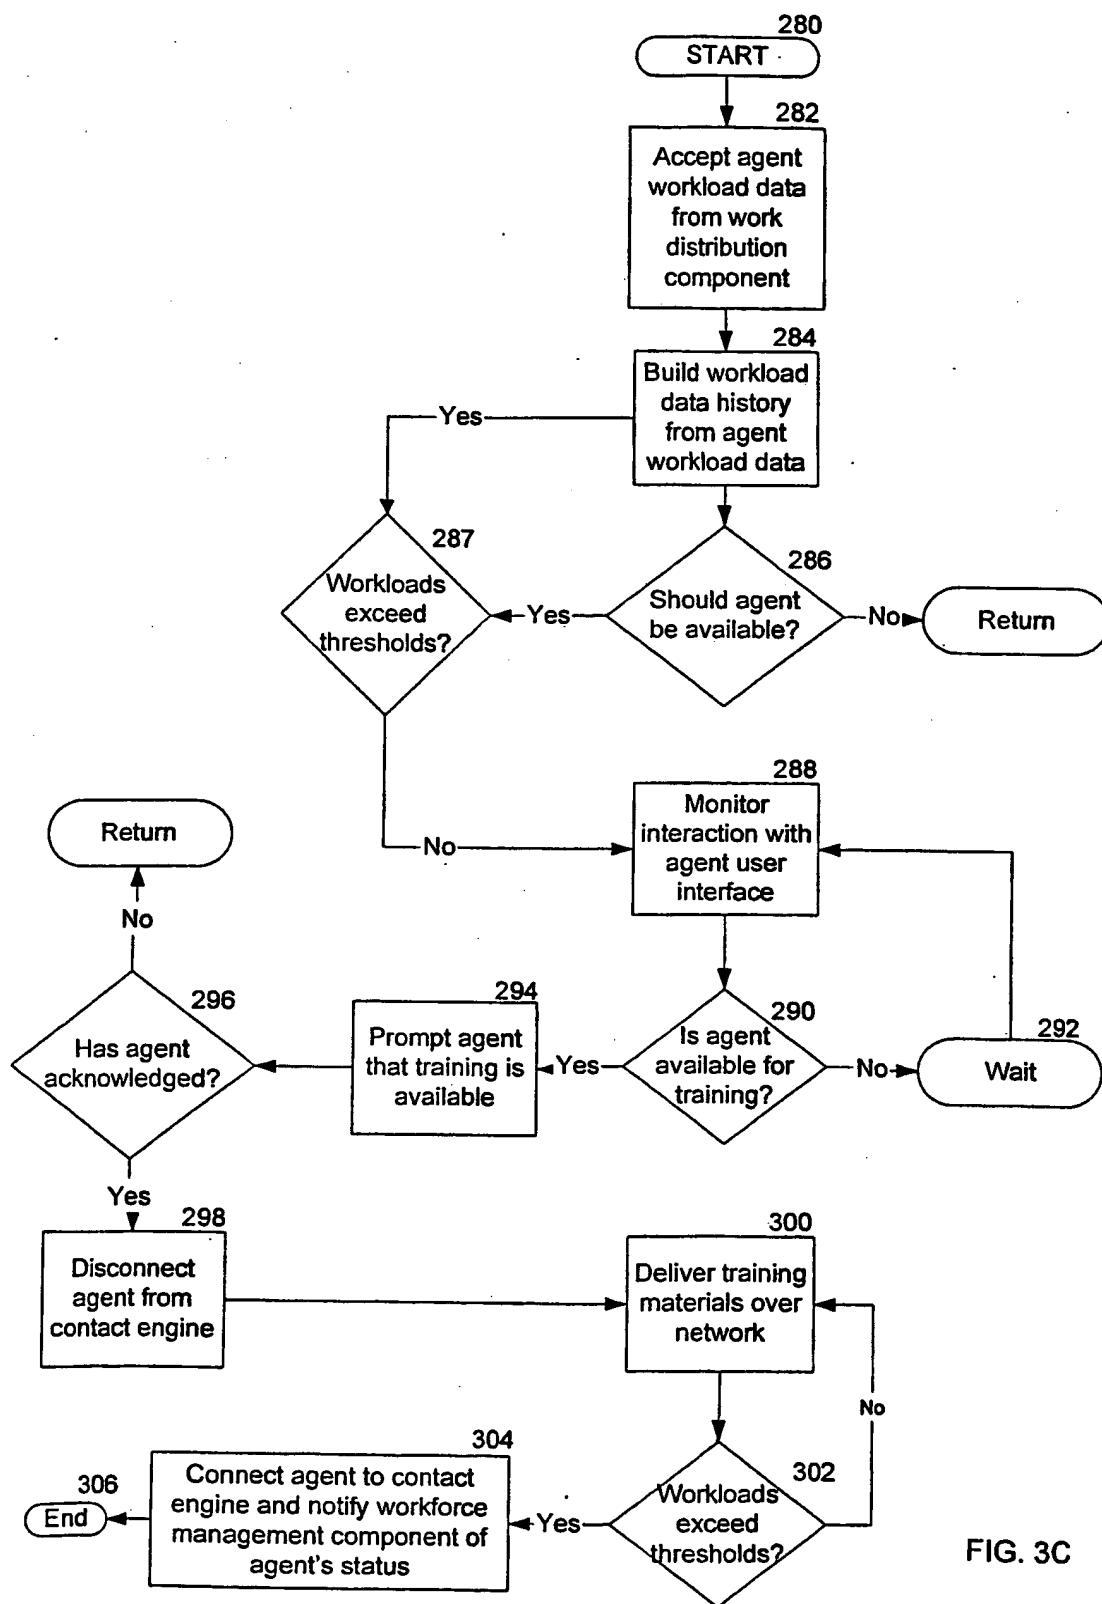 280
START
282
Accept agent
workload data
from work
distribution
component
284
Build workload
data history
from agent
workload data
Yes
287
Workloads
exceed
thresholds?
Yes
286
Should agent
be available?
No
Return
288
Monitor
interaction with
agent user
interface
No
Return
No
296
Has agent
acknowledged?
294
Prompt agent
that training is
available
Yes
290
Is agent
available for
training?
No
292
Wait
Yes
298
Disconnect
agent from
contact engine
300
Deliver training
materials over
network
No
302
Workloads
exceed
thresholds?
Yes
304
Connect agent to contact
engine and notify workforce
management component of
agent's status
306
End
FIG. 3C